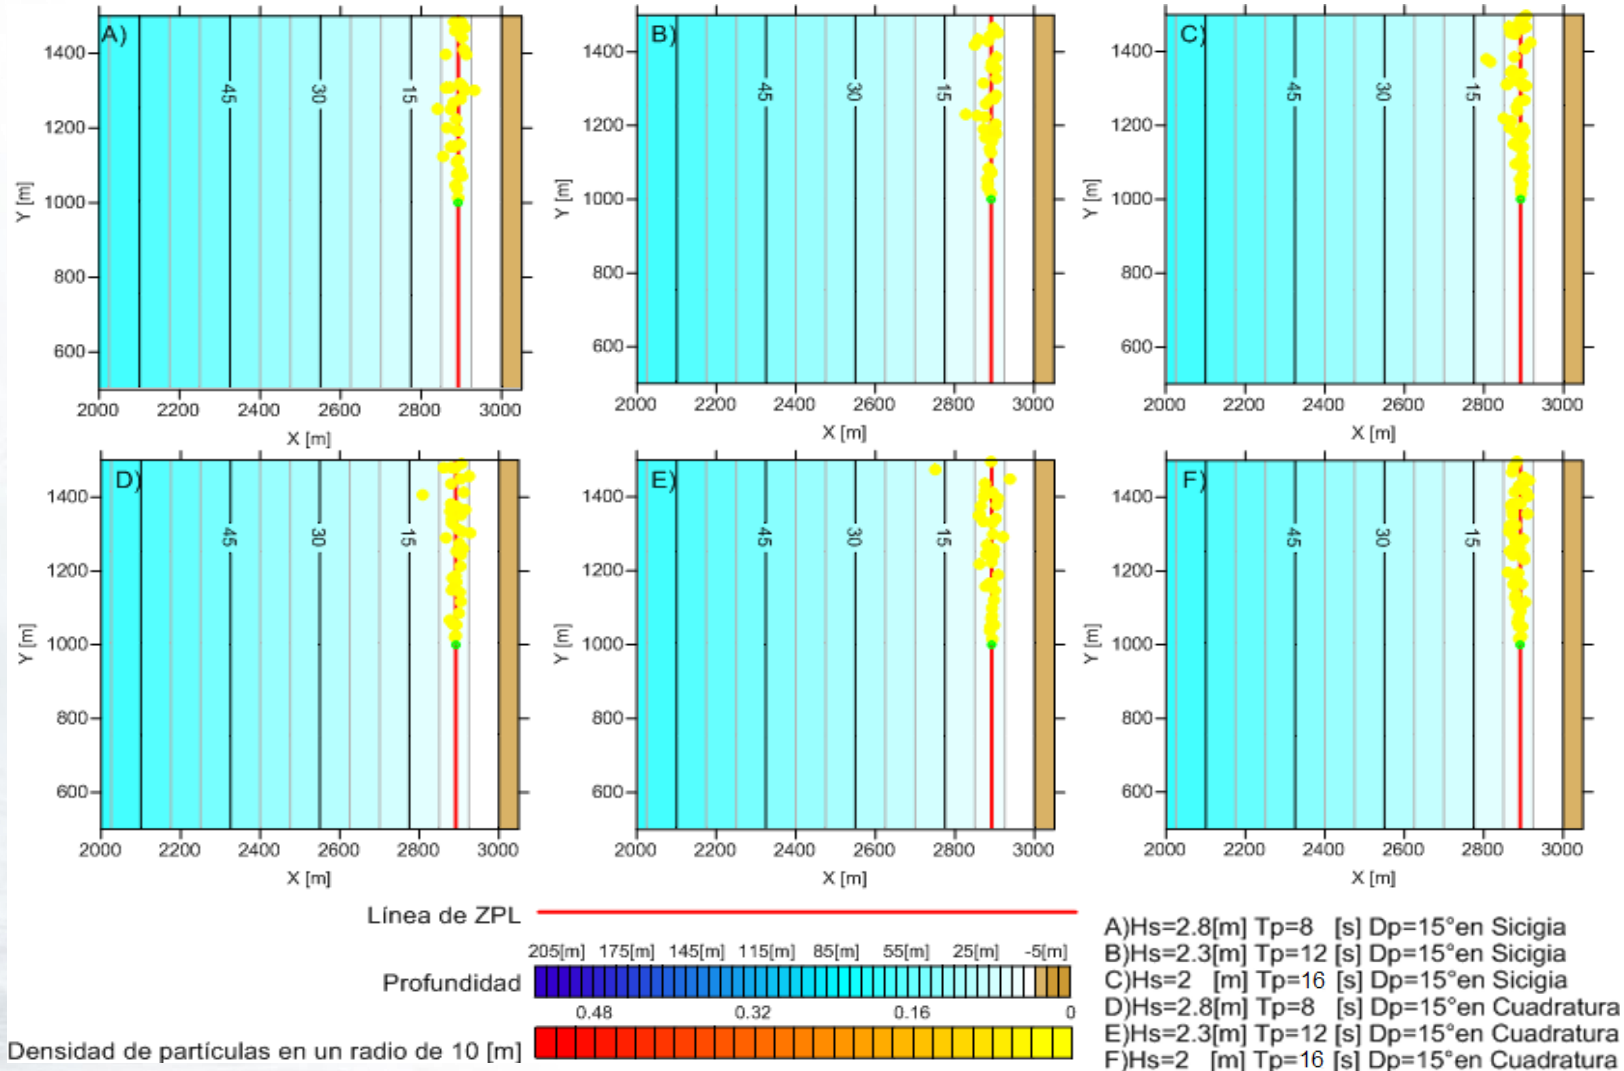 A)
B)
C)
1400
1200
1000
800
600
Y [m]
45
30
15
2000
2200
2400
2600
2800
3000
X [m]
1400
1200
1000
800
600
Y [m]
45
30
15
2000
2200
2400
2600
2800
3000
X [m]
1400
1200
1000
800
600
Y [m]
45
30
15
2000
2200
2400
2600
2800
3000
X [m]
D)
E)
F)
1400
1200
1000
800
600
Y [m]
45
30
15
2000
2200
2400
2600
2800
3000
X [m]
1400
1200
1000
800
600
Y [m]
45
30
15
2000
2200
2400
2600
2800
3000
X [m]
1400
1200
1000
800
600
Y [m]
45
30
15
2000
2200
2400
2600
2800
3000
X [m]
Línea de ZPL
205[m] 175[m] 145[m] 115[m] 85[m] 55[m] 25[m] -5[m]
Profundidad
0.48 0.32 0.16 0
Densidad de partículas en un radio de 10 [m]
A)Hs=2.8[m] Tp=8 [s] Dp=15°en Sicigia
B)Hs=2.3[m] Tp=12 [s] Dp=15°en Sicigia
C)Hs=2 [m] Tp=16 [s] Dp=15°en Sicigia
D)Hs=2.8[m] Tp=8 [s] Dp=15°en Cuadratura
E)Hs=2.3[m] Tp=12 [s] Dp=15°en Cuadratura
F)Hs=2 [m] Tp=16 [s] Dp=15°en Cuadratura